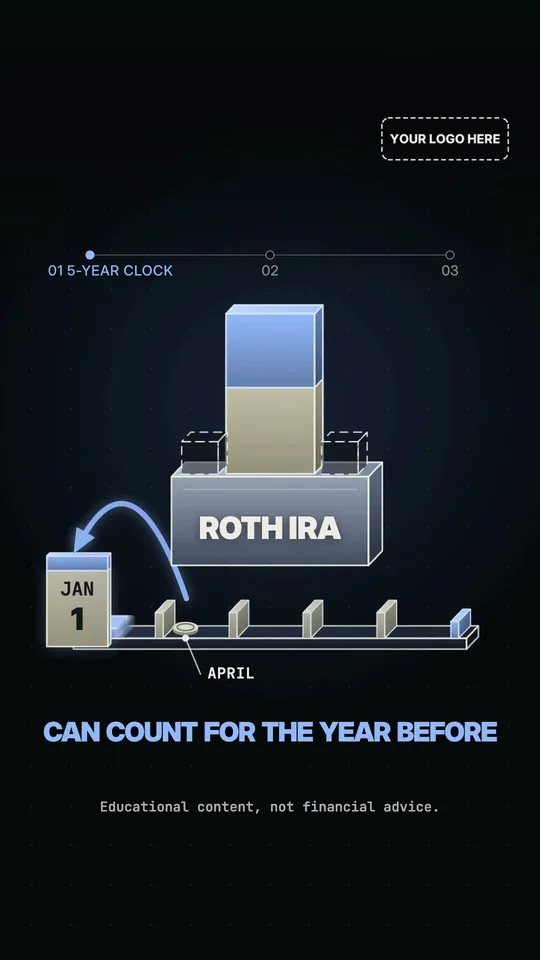 YOUR LOGO HERE
01 5-YEAR CLOCK
02
03
ROTH IRA
JAN
1
APRIL
CAN COUNT FOR THE YEAR BEFORE
Educational content, not financial advice.